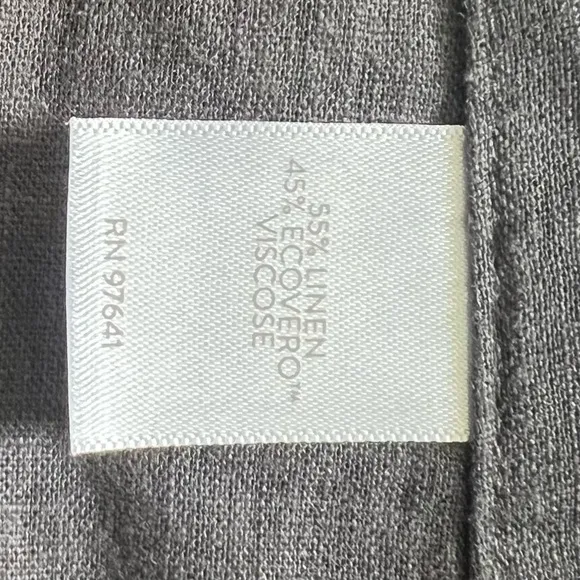 55% LINEN
45% ECOVERO™
VISCOSE
RN 97641